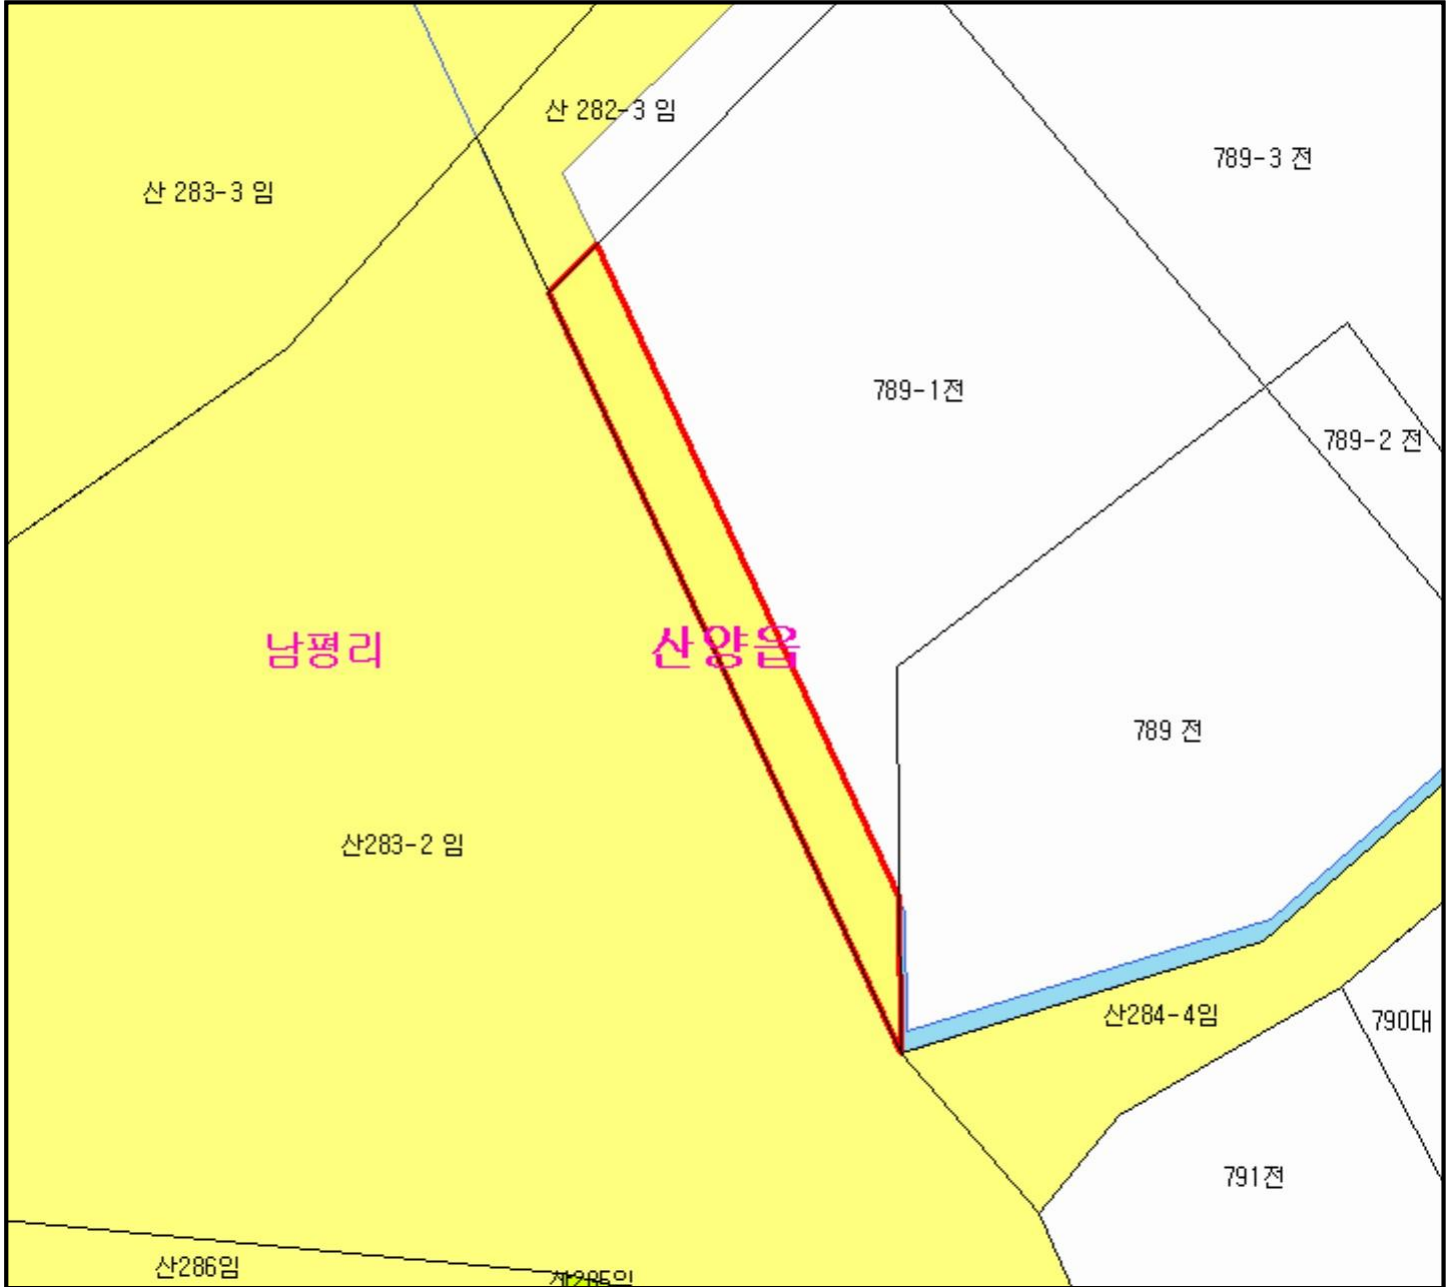 산 282-3 임
789-3 전
산 283-3 임
789-1전
789-2 전
남평리
산양읍
789 전
산283-2 임
산284-4임
790대
791전
산286임